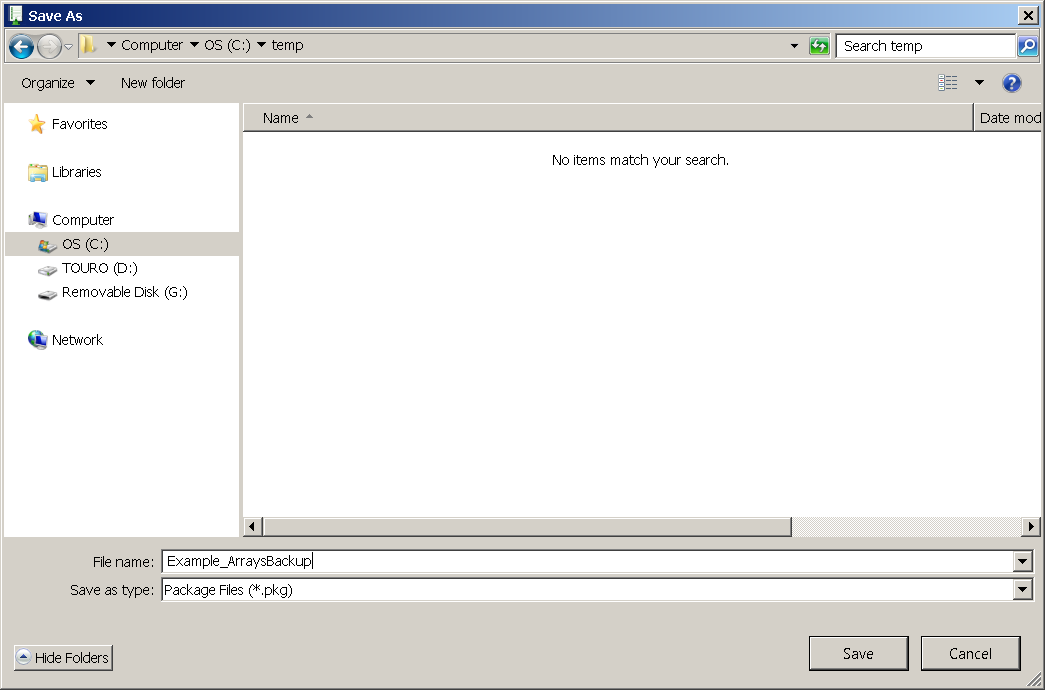 Save As
Computer OS (C:) temp Search temp
Organize New folder
Favorites
Libraries
Computer
OS (C:)
TOURO (D:)
Removable Disk (G:)
Network
Name Date mod
No items match your search.
File name: Example_ArraysBackup
Save as type: Package Files (*.pkg)
Hide Folders Save Cancel